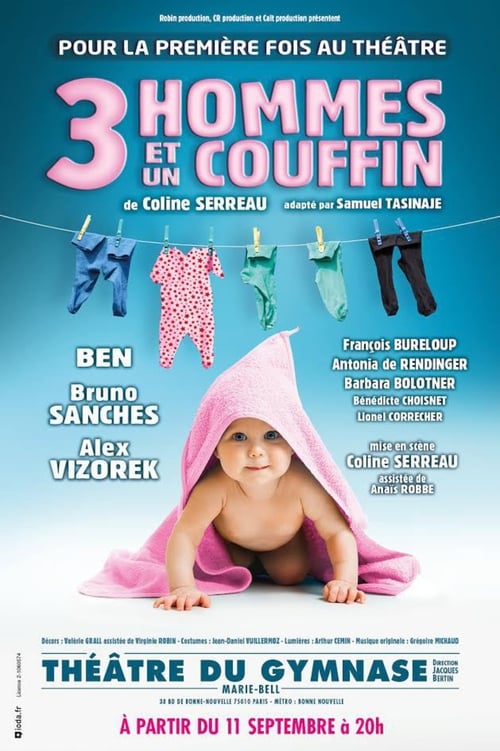 Robin production, CR production et Cait production présentent
POUR LA PREMIÈRE FOIS AU THÉÂTRE
3 HOMMES
ET UN COUFFIN
de Coline SERREAU adapté par Samuel TASINAJE
BEN
Bruno
SANCHES
Alex
VIZOREK
François BURELOUP
Antonia de RENDINGER
Barbara BOLOTNER
Bénédicte CHOISNET
Lionel CORRECHER
mise en scène
Coline SERREAU
assistée de
Anaïs ROBBE
Décors : Valérie GRALL assistée de Virginie ROBIN - Costumes : Jean-Daniel VUILLERMOZ - Lumières : Arthur CEMIN - Musique originale : Grégoire MICHAUD
THÉÂTRE DU GYMNASE
DIRECTION
JACQUES
BERTIN
MARIE-BELL
38 BD DE BONNE-NOUVELLE 75010 PARIS - MÉTRO : BONNE NOUVELLE
À PARTIR DU 11 SEPTEMBRE à 20h
ioda.fr